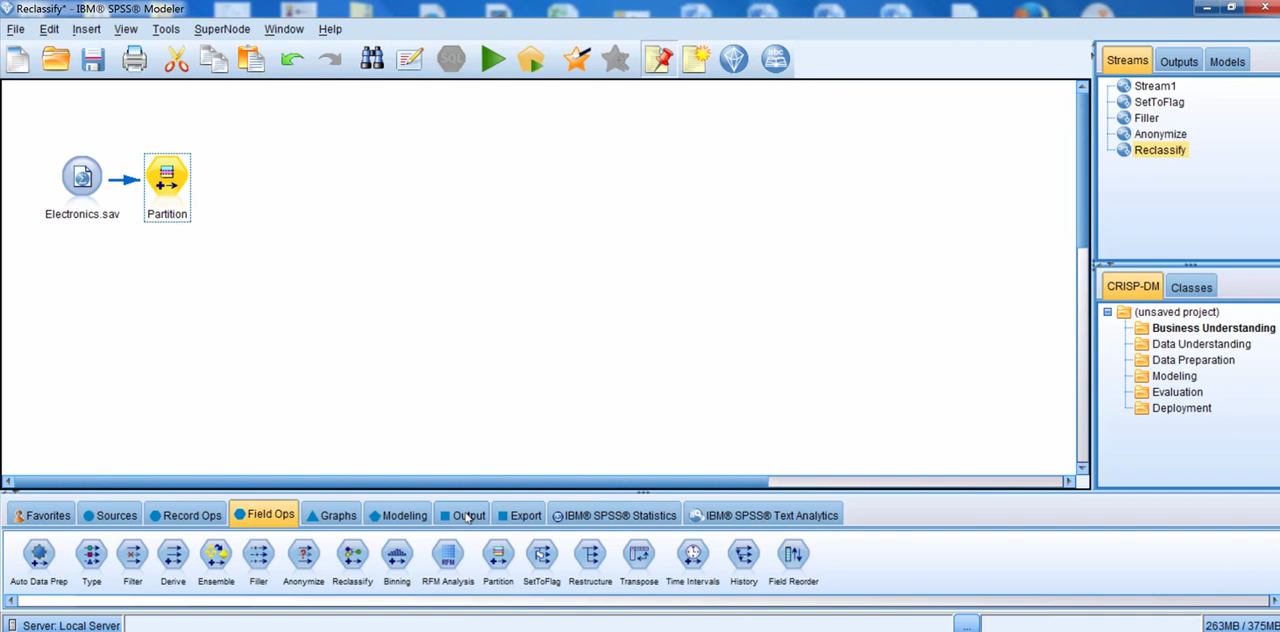 Reclassify* - IBM® SPSS® Modeler
File Edit Insert View Tools SuperNode Window Help
SQL
abc
Streams Outputs Models
Stream1
SetToFlag
Filler
Anonymize
Reclassify
Electronics.sav
Partition
CRISP-DM Classes
(unsaved project)
Business Understanding
Data Understanding
Data Preparation
Modeling
Evaluation
Deployment
Favorites Sources Record Ops Field Ops Graphs Modeling Output Export IBM® SPSS® Statistics IBM® SPSS® Text Analytics
RFM
Auto Data Prep Type Filter Derive Ensemble Filler Anonymize Reclassify Binning RFM Analysis Partition SetToFlag Restructure Transpose Time Intervals History Field Reorder
Server: Local Server ... 263MB / 375MB